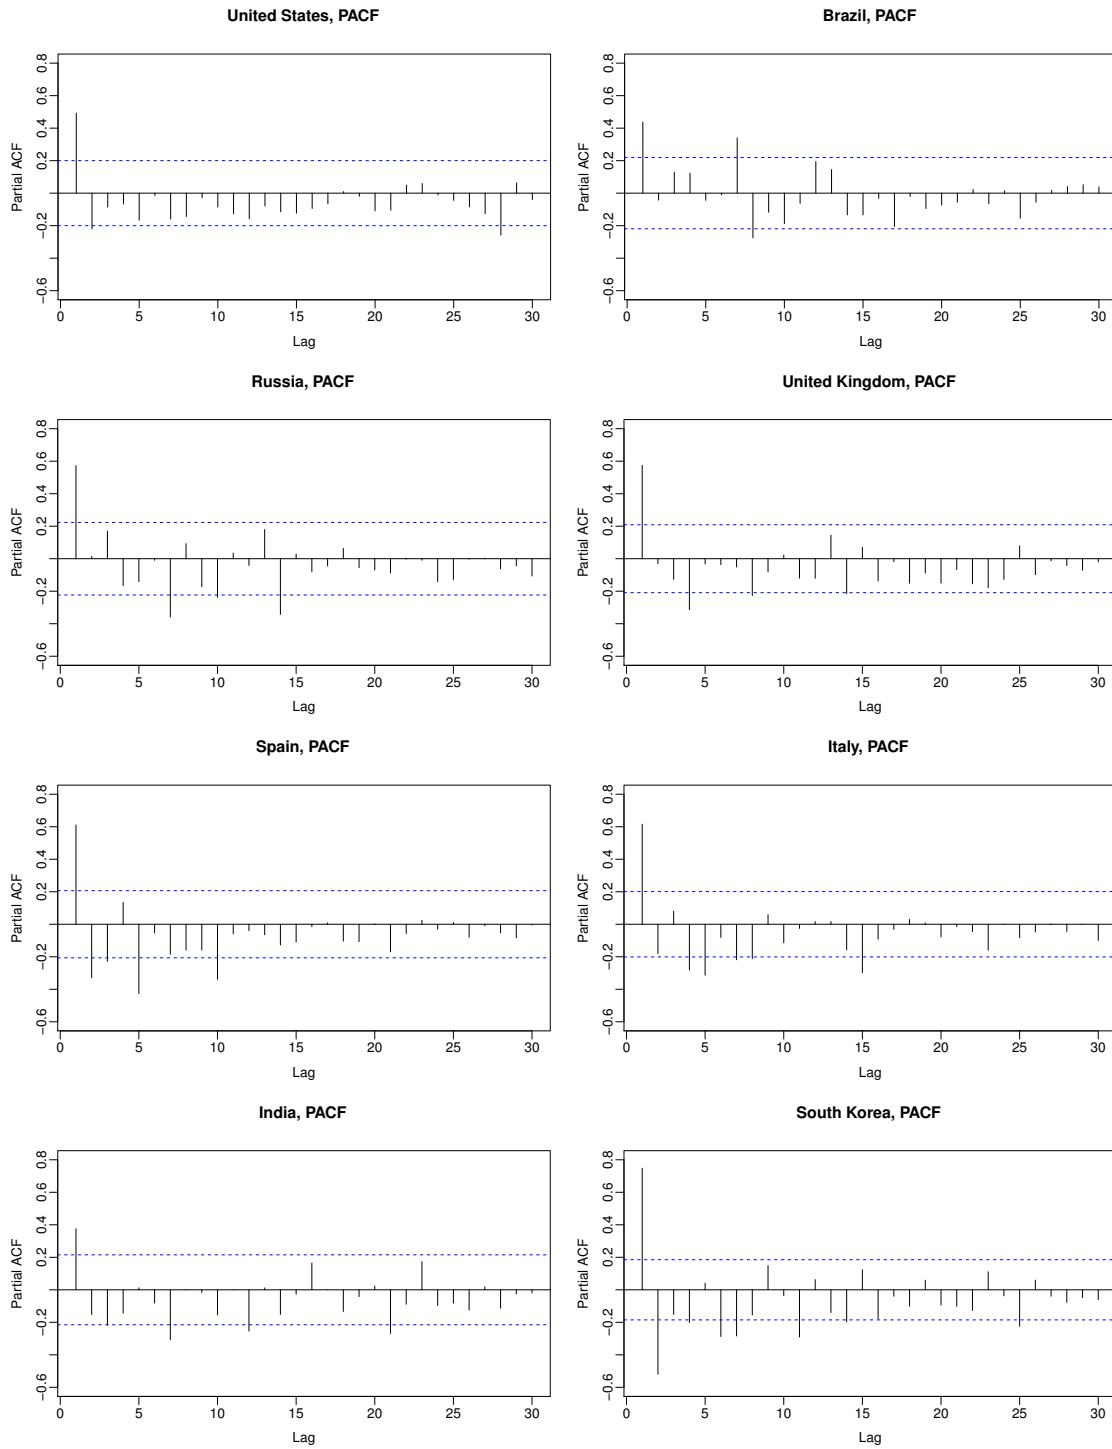 United States, PACF
Partial ACF
−0.6 −0.2 0.2 0.4 0.6 0.8
0 5 10 15 20 25 30
Lag
Brazil, PACF
Partial ACF
−0.6 −0.2 0.2 0.4 0.6 0.8
0 5 10 15 20 25 30
Lag
Russia, PACF
Partial ACF
−0.6 −0.2 0.2 0.4 0.6 0.8
0 5 10 15 20 25 30
Lag
United Kingdom, PACF
Partial ACF
−0.6 −0.2 0.2 0.4 0.6 0.8
0 5 10 15 20 25 30
Lag
Spain, PACF
Partial ACF
−0.6 −0.2 0.2 0.4 0.6 0.8
0 5 10 15 20 25 30
Lag
Italy, PACF
Partial ACF
−0.6 −0.2 0.2 0.4 0.6 0.8
0 5 10 15 20 25 30
Lag
India, PACF
Partial ACF
−0.6 −0.2 0.2 0.4 0.6 0.8
0 5 10 15 20 25 30
Lag
South Korea, PACF
Partial ACF
−0.6 −0.2 0.2 0.4 0.6 0.8
0 5 10 15 20 25 30
Lag